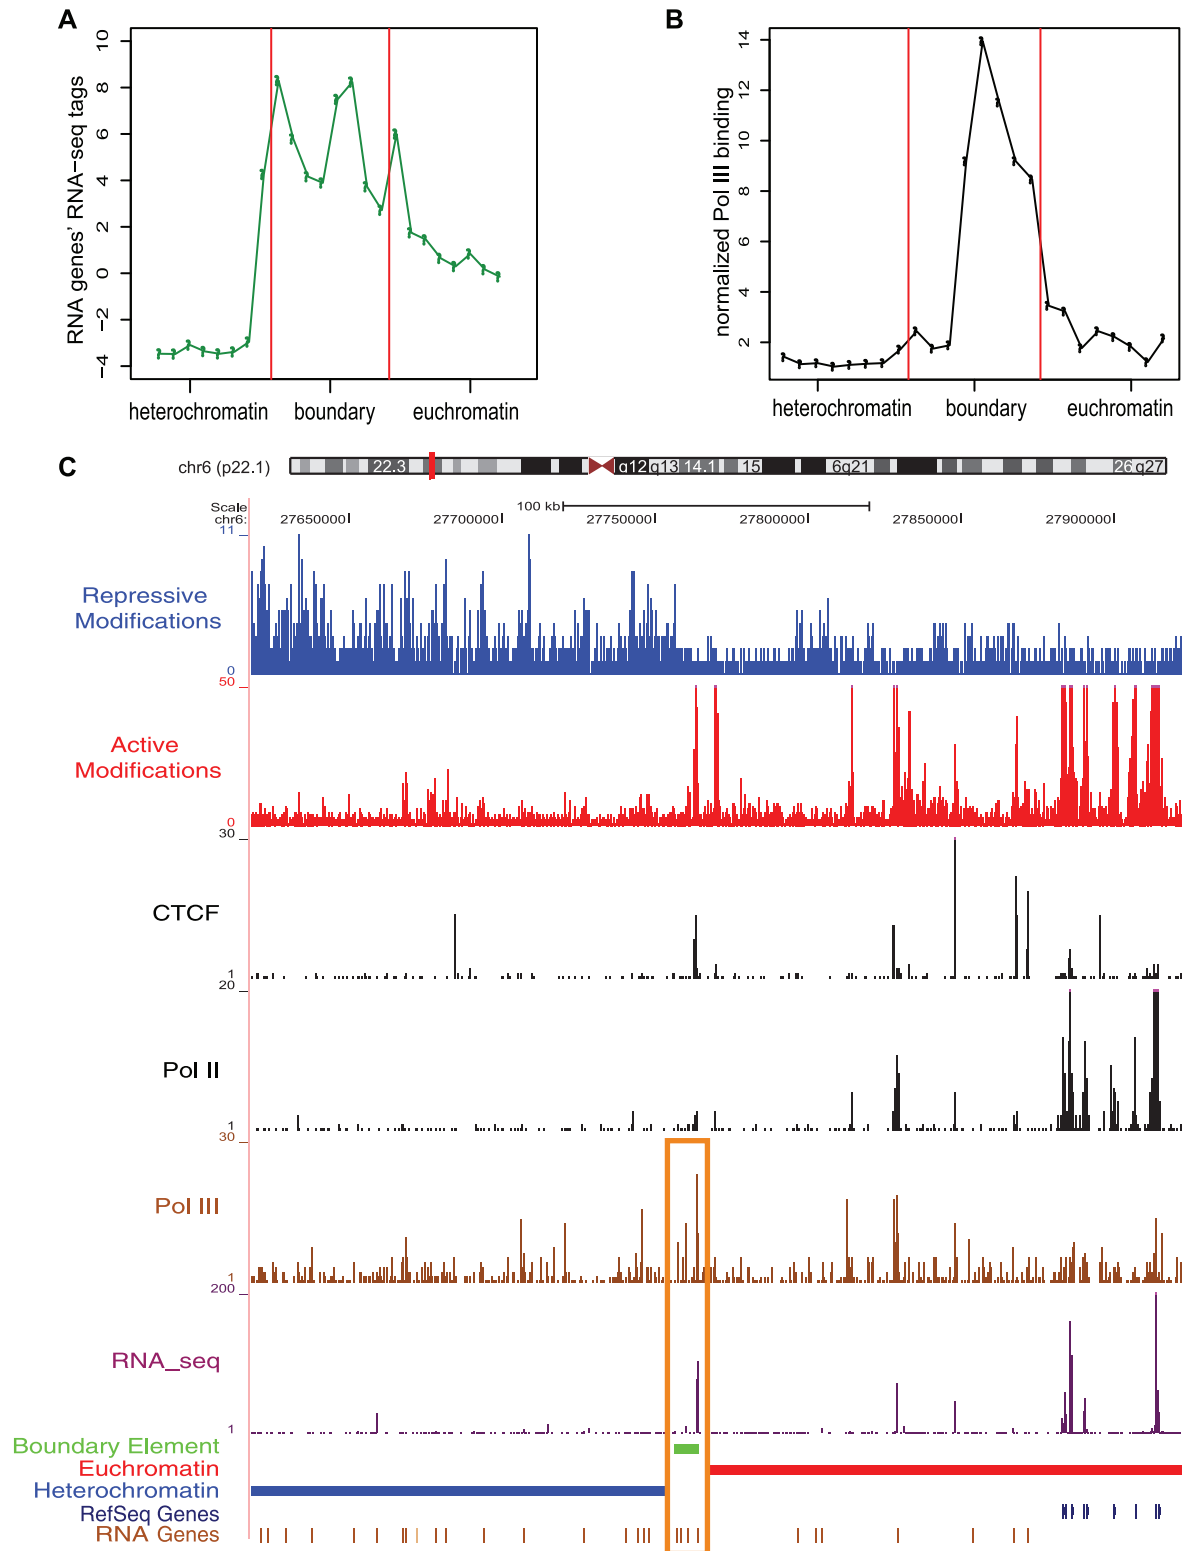 A
RNA genes’ RNA−seq tags
10
8
6
4
2
0
−2
−4
heterochromatin boundary euchromatin
B
normalized Pol III binding
14
12
10
8
6
4
2
heterochromatin boundary euchromatin
C
chr6 (p22.1) 22.3 q12 q13 14.1 15 6q21 26 q27
Scale 100 kb
chr6: 27650000 27700000 27750000 27800000 27850000 27900000
11
Repressive
Modifications
0
50
Active
Modifications
0
30
CTCF
1
20
Pol II
1
30
Pol III
1
200
RNA_seq
1
Boundary Element
Euchromatin
Heterochromatin
RefSeq Genes
RNA Genes